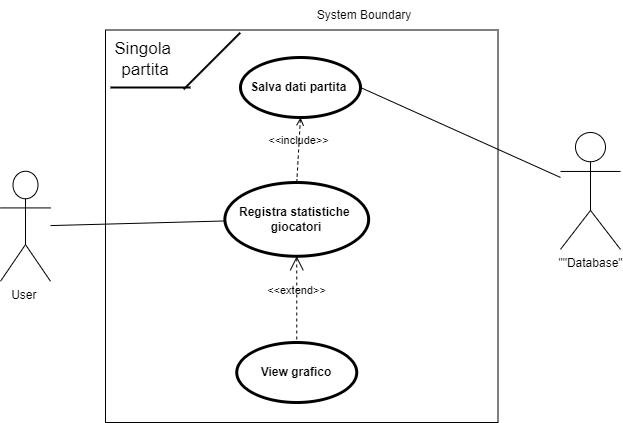 System Boundary
Singola
partita
Salva dati partita
<<include>>
Registra statistiche
giocatori
<<extend>>
View grafico
User
""Database"